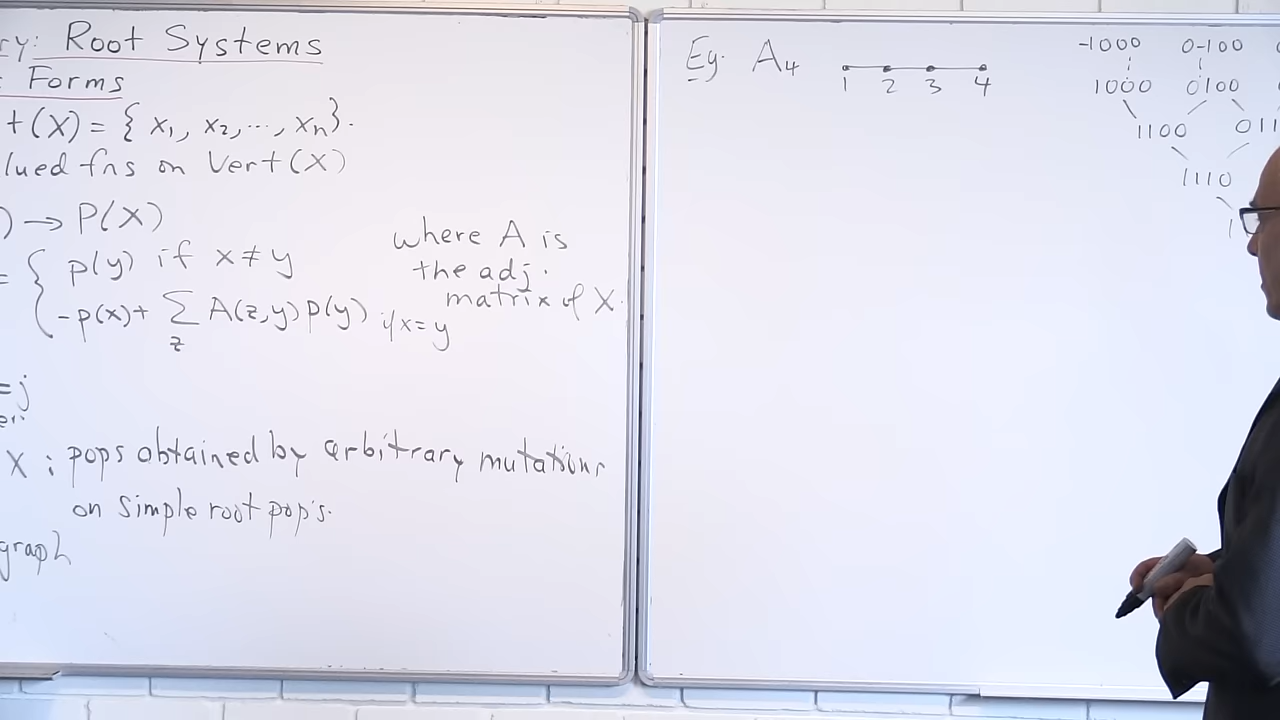 ry: Root Systems
Forms
t(X) = { x₁, x₂, ..., xₙ}.
lued fns on Vert(X)
) → P(X)
= { p(y) if x ≠ y
-p(x) + ∑ A(z,y) p(y) if x = y
z
where A is
the adj.
matrix of X.
= j
X : pops obtained by arbitrary mutations
on simple root pop's.
graph
Eg. A₄
1 2 3 4
-1000 0-100
1000 0100
1100 011
1110
1